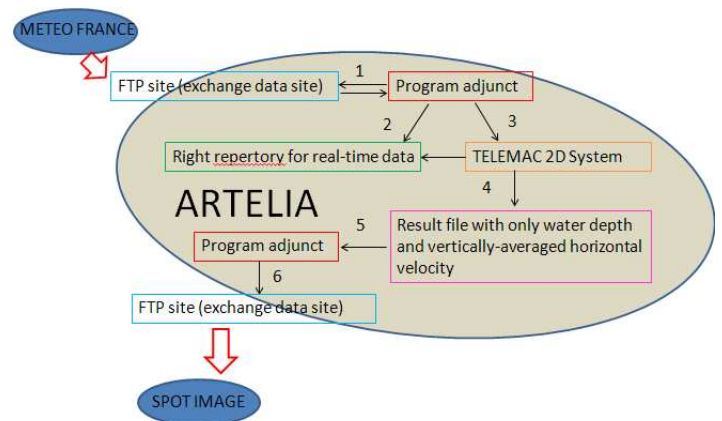 METEO FRANCE
FTP site (exchange data site)
1
Program adjunct
2
3
Right repertory for real-time data
TELEMAC 2D System
4
ARTELIA
Result file with only water depth
and vertically-averaged horizontal
velocity
5
Program adjunct
6
FTP site (exchange data site)
SPOT IMAGE